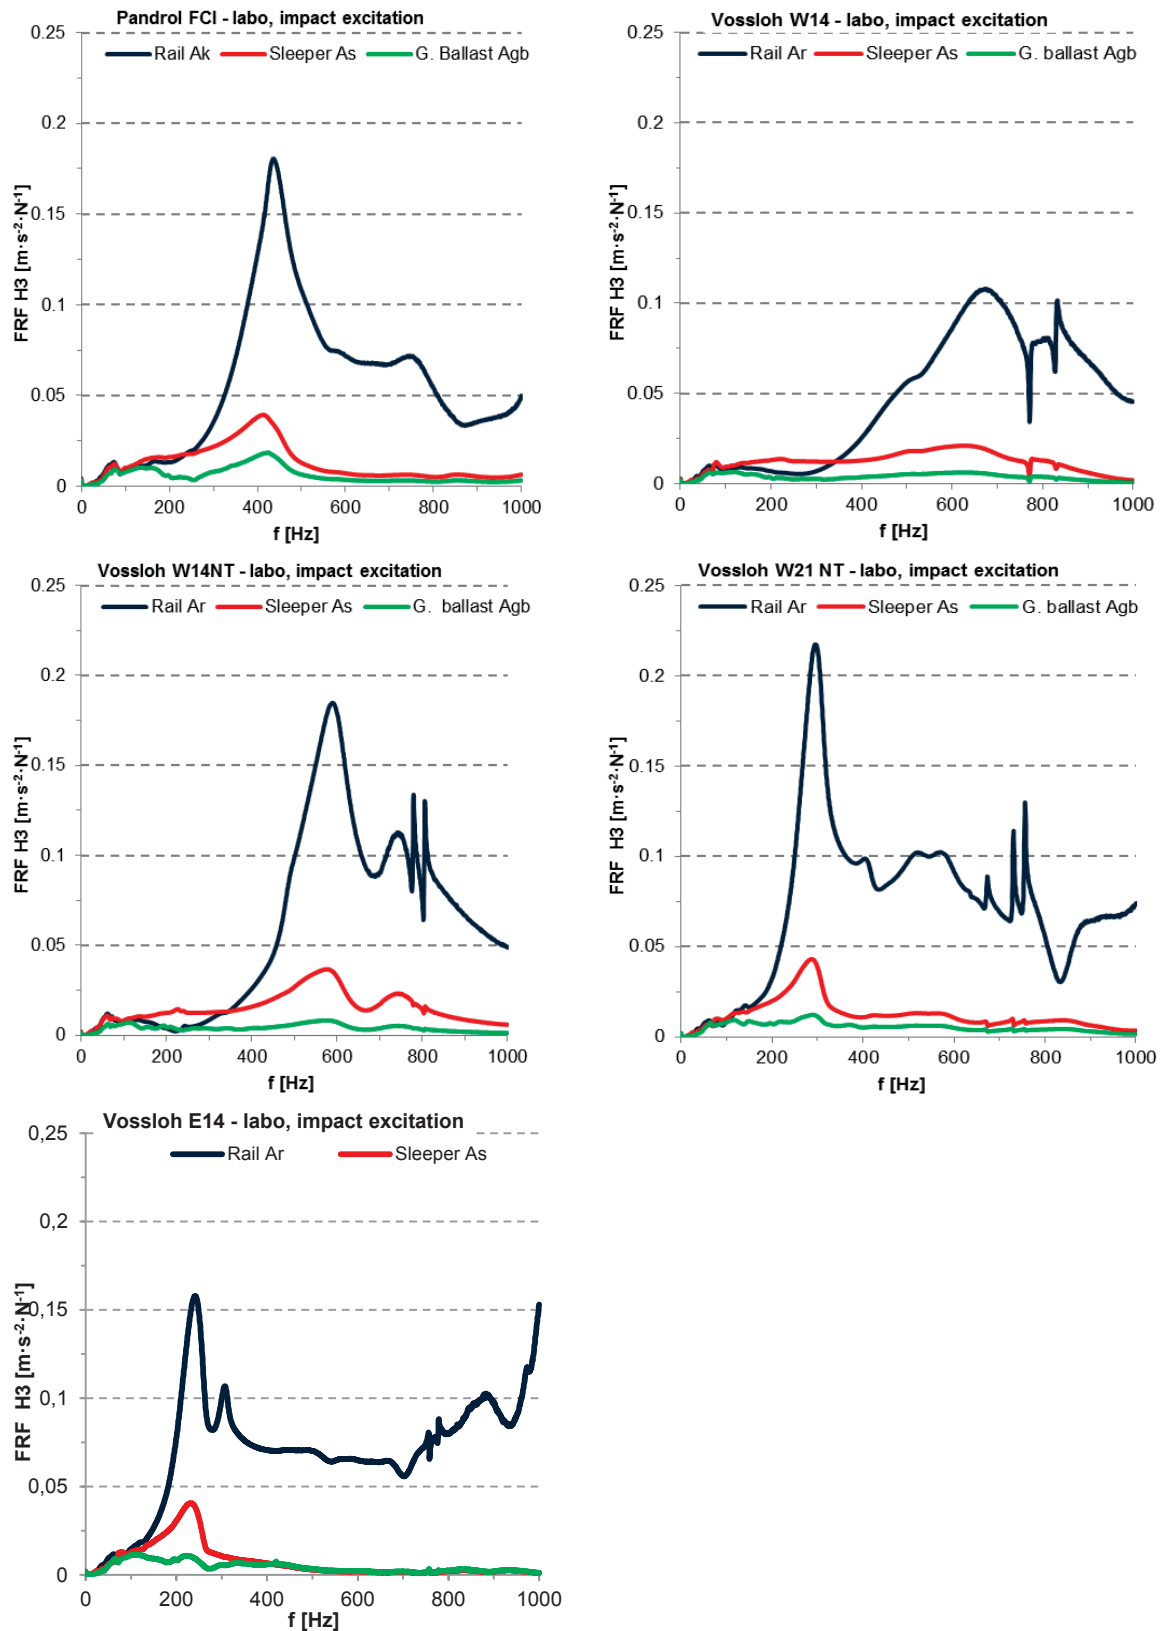 Pandrol FCI - labo, impact excitation
0.25
Rail Ak Sleeper As G. Ballast Agb
0.2
0.15
0.1
0.05
0
FRF H3 [m·s-2·N-1]
0 200 400 600 800 1000
f [Hz]
Vossloh W14 - labo, impact excitation
0.25
Rail Ar Sleeper As G. ballast Agb
0.2
0.15
0.1
0.05
0
FRF H3 [m·s-2·N-1]
0 200 400 600 800 1000
f [Hz]
Vossloh W14NT - labo, impact excitation
0.25
Rail Ar Sleeper As G. ballast Agb
0.2
0.15
0.1
0.05
0
FRF H3 [m·s-2·N-1]
0 200 400 600 800 1000
f [Hz]
Vossloh W21 NT - labo, impact excitation
0.25
Rail Ar Sleeper As G. ballast Agb
0.2
0.15
0.1
0.05
0
FRF H3 [m·s-2·N-1]
0 200 400 600 800 1000
f [Hz]
Vossloh E14 - labo, impact excitation
0,25
Rail Ar Sleeper As
0,2
0,15
0,1
0,05
0
FRF H3 [m·s-2·N-1]
0 200 400 600 800 1000
f [Hz]